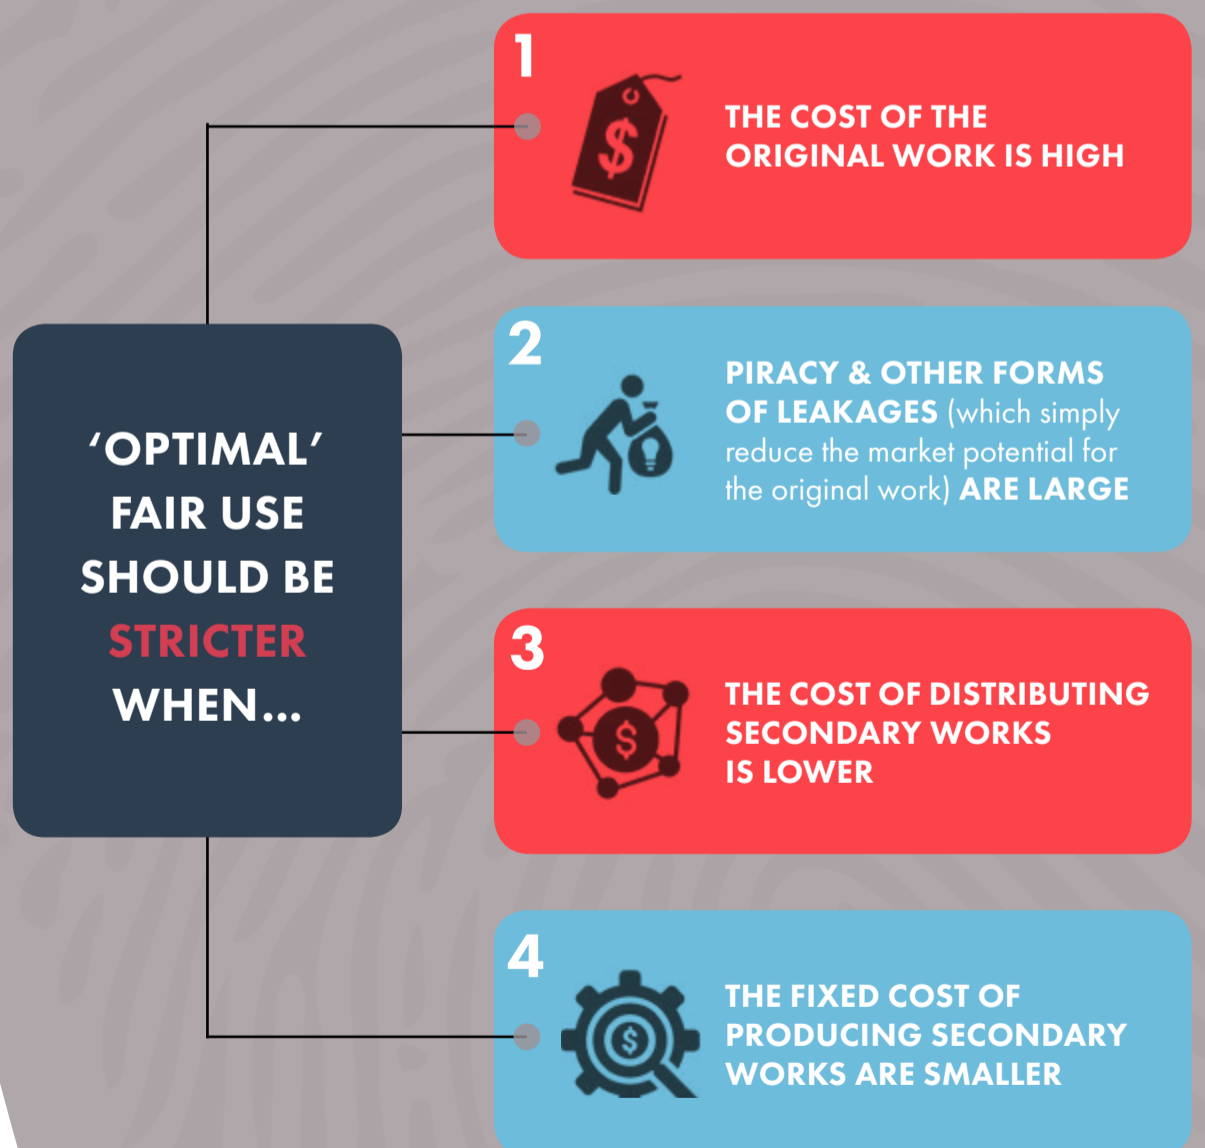 ‘OPTIMAL’
FAIR USE
SHOULD BE
STRICTER
WHEN...
1
$
THE COST OF THE
ORIGINAL WORK IS HIGH
2
PIRACY & OTHER FORMS
OF LEAKAGES (which simply
reduce the market potential for
the original work) ARE LARGE
3
$
THE COST OF DISTRIBUTING
SECONDARY WORKS
IS LOWER
4
$
THE FIXED COST OF
PRODUCING SECONDARY
WORKS ARE SMALLER